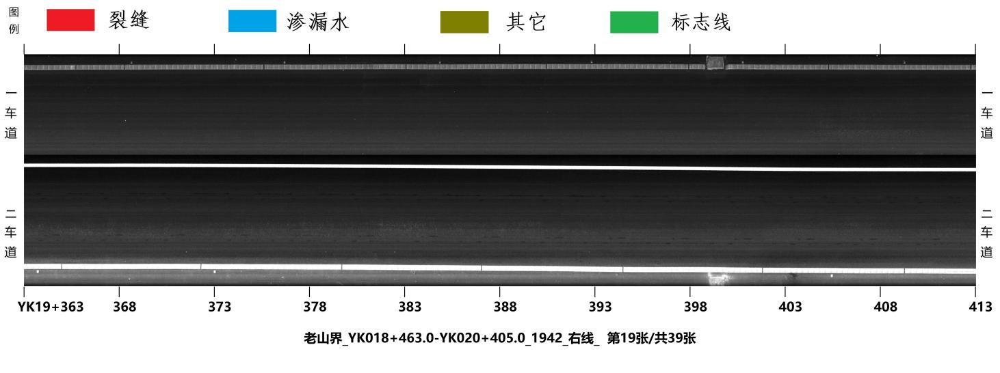 图例
裂缝 渗漏水 其它 标志线
一车道 一车道
二车道 二车道
YK19+363 368 373 378 383 388 393 398 403 408 413
老山界_YK018+463.0-YK020+405.0_1942_右线_ 第19张/共39张